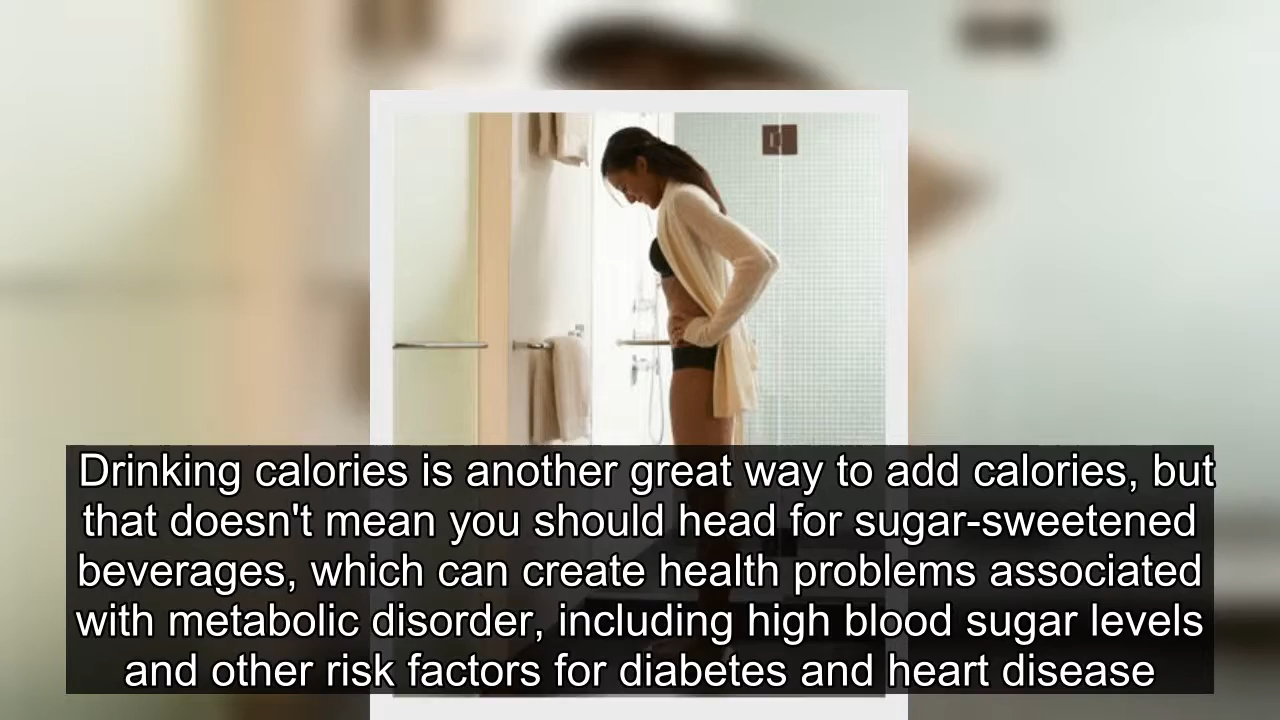 Drinking calories is another great way to add calories, but
that doesn't mean you should head for sugar-sweetened
beverages, which can create health problems associated
with metabolic disorder, including high blood sugar levels
and other risk factors for diabetes and heart disease